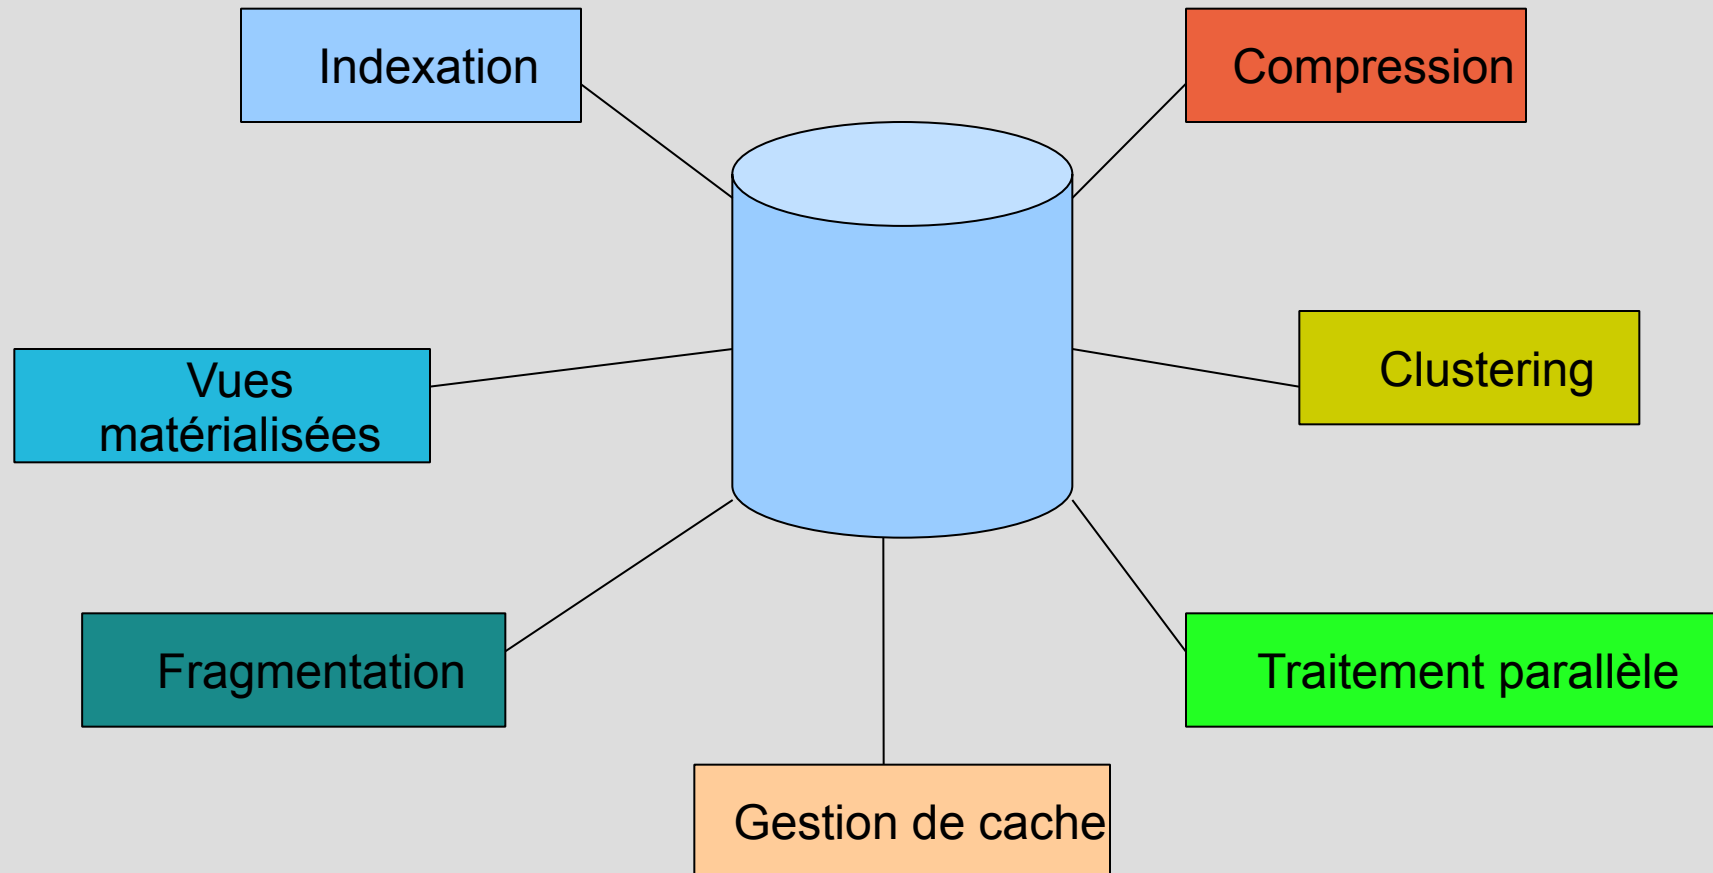 Indexation
Compression
Clustering
Vues
matérialisées
Fragmentation
Traitement parallèle
Gestion de cache